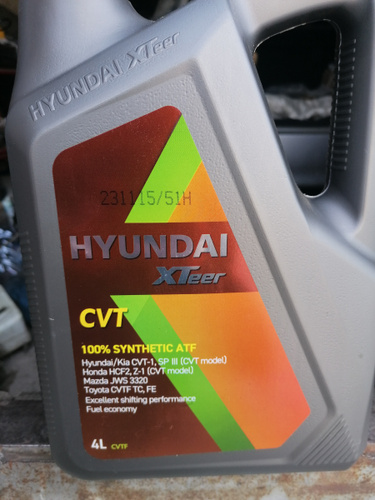 HYUNDAI XTeer
231115/51H
HYUNDAI
XTeer
CVT
100% SYNTHETIC ATF
Hyundai/Kia CVT-1, SP III (CVT model)
Honda HCF2, Z-1 (CVT model)
Mazda JWS 3320
Toyota CVTF TC, FE
Excellent shifting performance
Fuel economy
4L CVTF